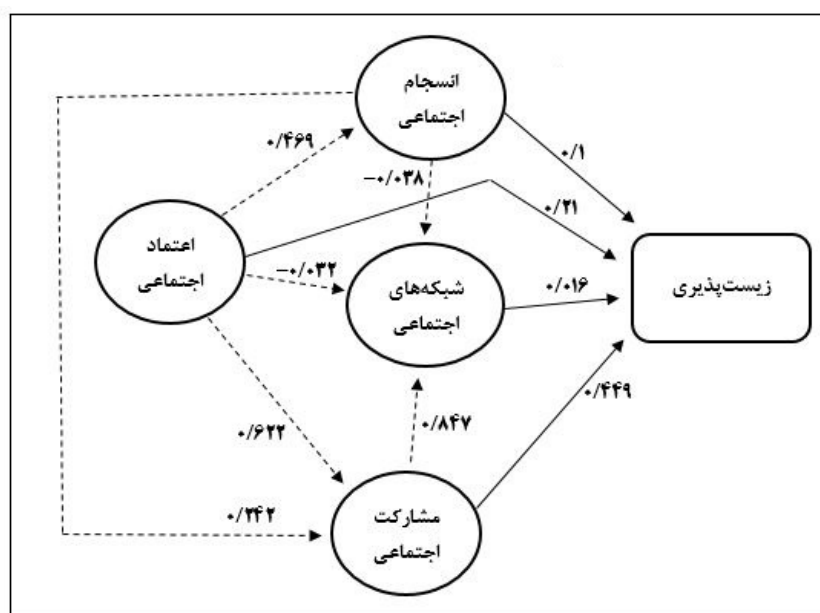 انسجام
اجتماعی
۰/۴۶۹
۰/۱
-۰/۰۳۸
۰/۲۱
اعتماد
اجتماعی
-۰/۰۳۲
شبکه‌های
اجتماعی
۰/۰۱۶
زیست‌پذیری
۰/۶۲۲
۰/۸۴۷
۰/۴۴۹
۰/۲۴۲
مشارکت
اجتماعی